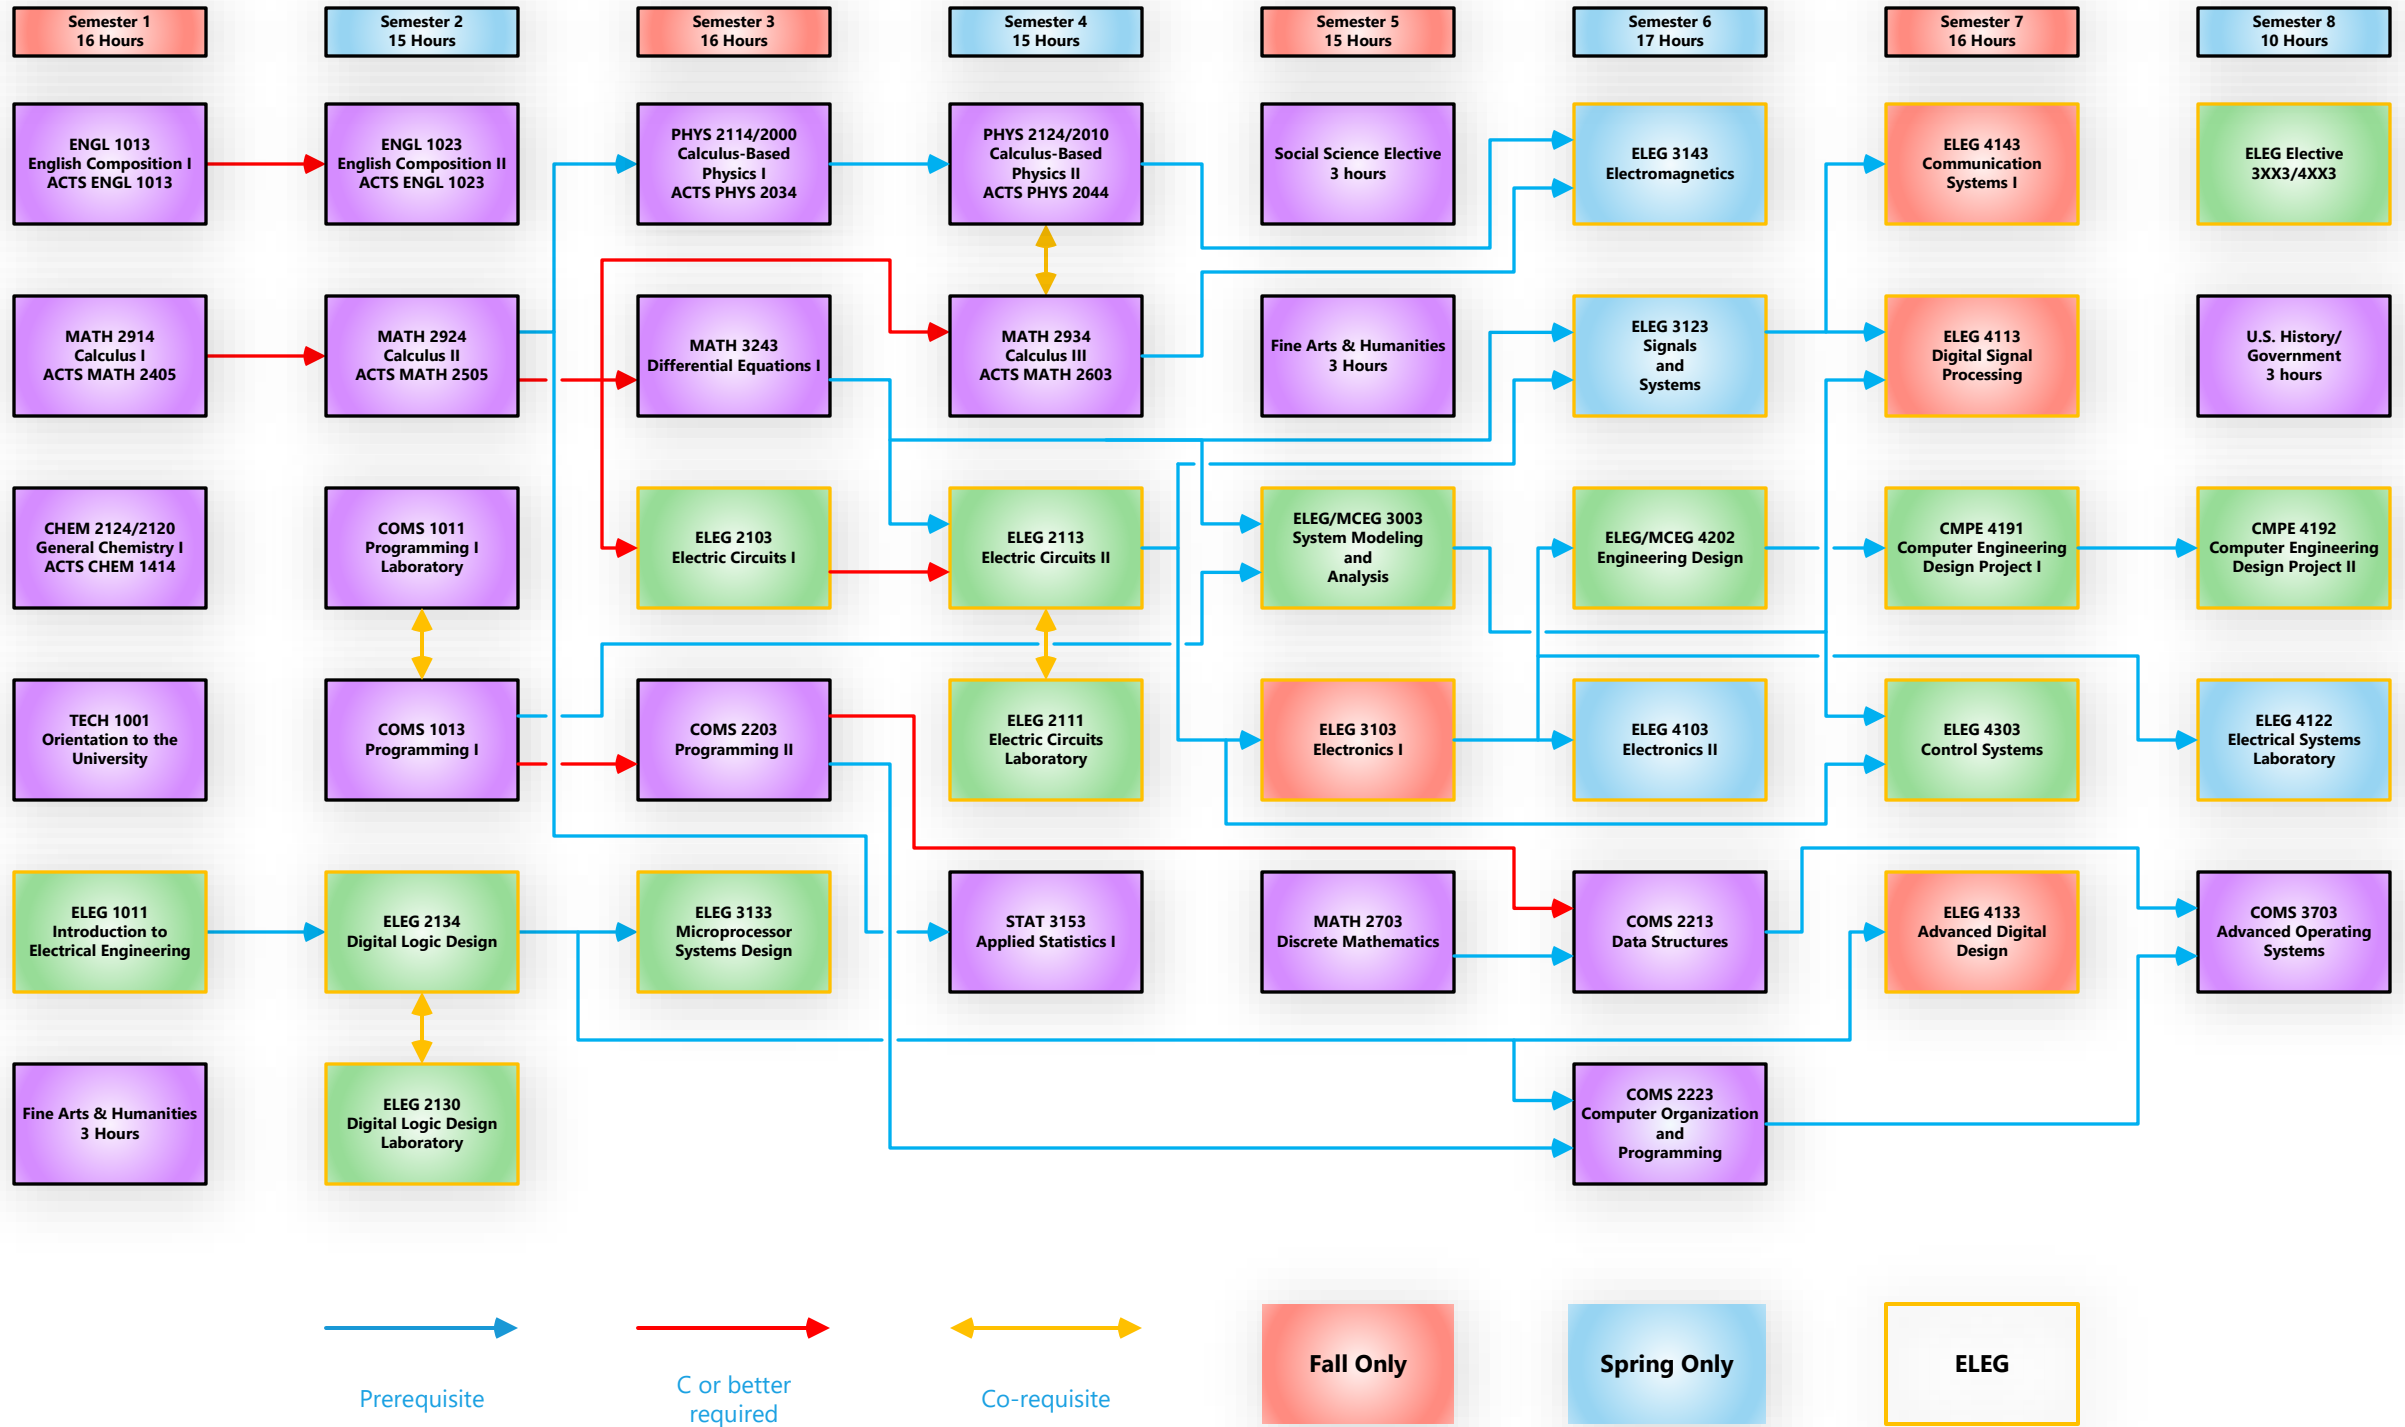 Semester 1
16 Hours
Semester 2
15 Hours
Semester 3
16 Hours
Semester 4
15 Hours
Semester 5
15 Hours
Semester 6
17 Hours
Semester 7
16 Hours
Semester 8
10 Hours
ENGL 1013
English Composition I
ACTS ENGL 1013
ENGL 1023
English Composition II
ACTS ENGL 1023
PHYS 2114/2000
Calculus-Based
Physics I
ACTS PHYS 2034
PHYS 2124/2010
Calculus-Based
Physics II
ACTS PHYS 2044
Social Science Elective
3 hours
ELEG 3143
Electromagnetics
ELEG 4143
Communication
Systems I
ELEG Elective
3XX3/4XX3
MATH 2914
Calculus I
ACTS MATH 2405
MATH 2924
Calculus II
ACTS MATH 2505
MATH 3243
Differential Equations I
MATH 2934
Calculus III
ACTS MATH 2603
Fine Arts & Humanities
3 Hours
ELEG 3123
Signals
and
Systems
ELEG 4113
Digital Signal
Processing
U.S. History/
Government
3 hours
CHEM 2124/2120
General Chemistry I
ACTS CHEM 1414
COMS 1011
Programming I
Laboratory
ELEG 2103
Electric Circuits I
ELEG 2113
Electric Circuits II
ELEG/MCEG 3003
System Modeling
and
Analysis
ELEG/MCEG 4202
Engineering Design
CMPE 4191
Computer Engineering
Design Project I
CMPE 4192
Computer Engineering
Design Project II
TECH 1001
Orientation to the
University
COMS 1013
Programming I
COMS 2203
Programming II
ELEG 2111
Electric Circuits
Laboratory
ELEG 3103
Electronics I
ELEG 4103
Electronics II
ELEG 4303
Control Systems
ELEG 4122
Electrical Systems
Laboratory
ELEG 1011
Introduction to
Electrical Engineering
ELEG 2134
Digital Logic Design
ELEG 3133
Microprocessor
Systems Design
STAT 3153
Applied Statistics I
MATH 2703
Discrete Mathematics
COMS 2213
Data Structures
ELEG 4133
Advanced Digital
Design
COMS 3703
Advanced Operating
Systems
Fine Arts & Humanities
3 Hours
ELEG 2130
Digital Logic Design
Laboratory
COMS 2223
Computer Organization
and
Programming
Prerequisite
C or better
required
Co-requisite
Fall Only
Spring Only
ELEG